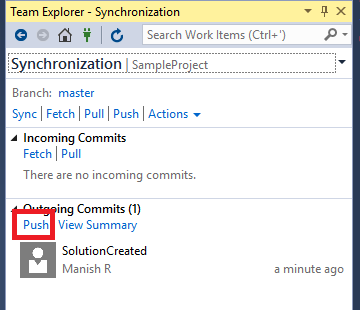 Team Explorer - Synchronization
Search Work Items (Ctrl+')
Synchronization | SampleProject
Branch: master
Sync | Fetch | Pull | Push | Actions
Incoming Commits
Fetch | Pull
There are no incoming commits.
Outgoing Commits (1)
Push View Summary
SolutionCreated
Manish R a minute ago